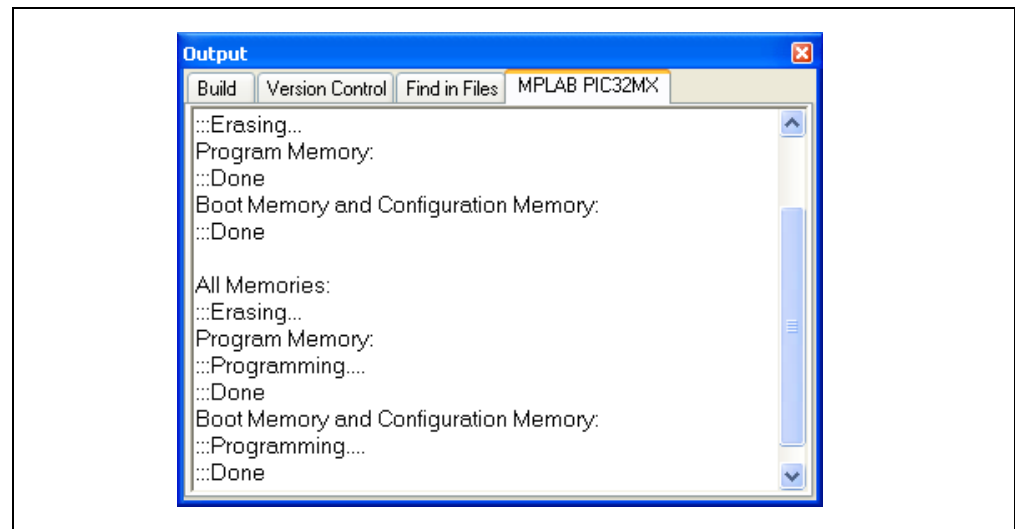 Output
Build Version Control Find in Files MPLAB PIC32MX
:::Erasing...
Program Memory:
:::Done
Boot Memory and Configuration Memory:
:::Done
All Memories:
:::Erasing...
Program Memory:
:::Programming....
:::Done
Boot Memory and Configuration Memory:
:::Programming....
:::Done